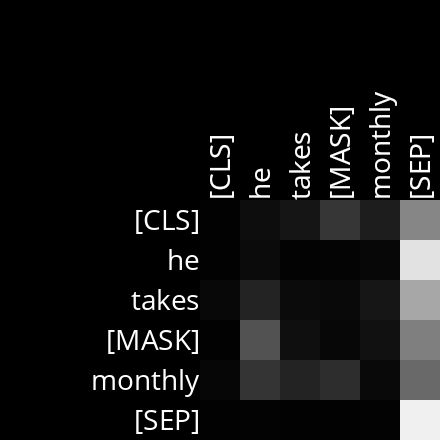 [CLS]
he
takes
[MASK]
monthly
[SEP]
[CLS]
he
takes
[MASK]
monthly
[SEP]